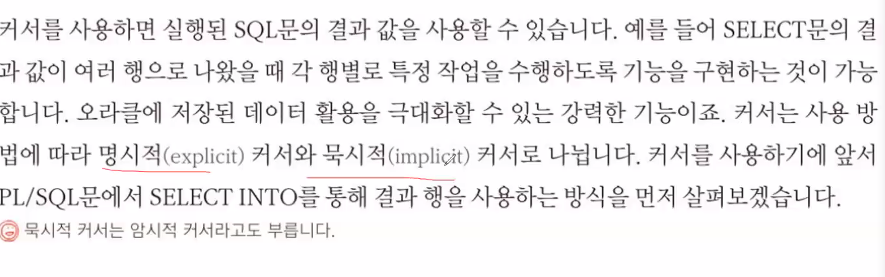 커서를 사용하면 실행된 SQL문의 결과 값을 사용할 수 있습니다. 예를 들어 SELECT문의 결
과 값이 여러 행으로 나왔을 때 각 행별로 특정 작업을 수행하도록 기능을 구현하는 것이 가능
합니다. 오라클에 저장된 데이터 활용을 극대화할 수 있는 강력한 기능이죠. 커서는 사용 방
법에 따라 명시적(explicit) 커서와 묵시적(implicit) 커서로 나뉩니다. 커서를 사용하기에 앞서
PL/SQL문에서 SELECT INTO를 통해 결과 행을 사용하는 방식을 먼저 살펴보겠습니다.
묵시적 커서는 암시적 커서라고도 부릅니다.